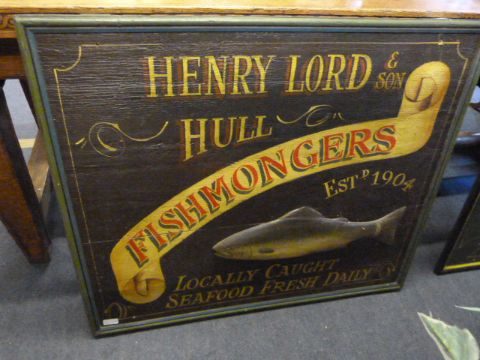 HENRY LORD & SON
HULL
FISHMONGERS
ESTD 1904
LOCALLY CAUGHT
SEAFOOD FRESH DAILY